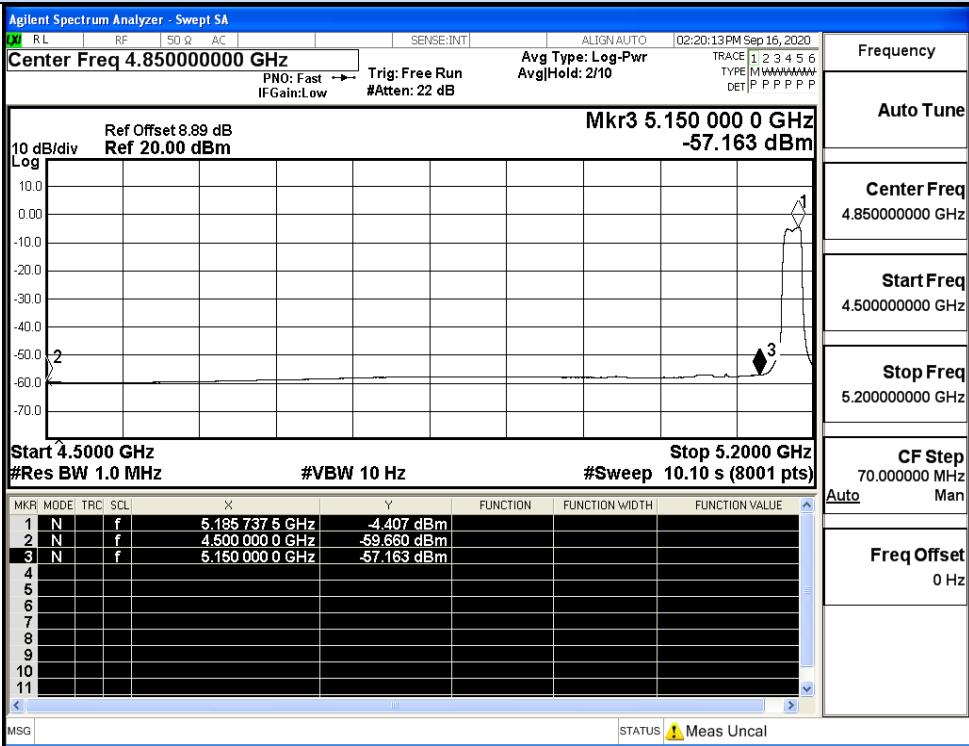 Agilent Spectrum Analyzer - Swept SA
LXI RL RF 50 Ω AC SENSE:INT ALIGN AUTO 02:20:13 PM Sep 16, 2020
Center Freq 4.850000000 GHz
PNO: Fast
IFGain:Low
Trig: Free Run
#Atten: 22 dB
Avg Type: Log-Pwr
Avg|Hold: 2/10
TRACE 1 2 3 4 5 6
TYPE M WWWWW
DET P P P P P P
Mkr3 5.150 000 0 GHz
-57.163 dBm
Ref Offset 8.89 dB
10 dB/div Ref 20.00 dBm
Log
10.0
0.00
-10.0
-20.0
-30.0
-40.0
-50.0
-60.0
-70.0
1
2
3
Start 4.5000 GHz Stop 5.2000 GHz
#Res BW 1.0 MHz #VBW 10 Hz #Sweep 10.10 s (8001 pts)
MKR MODE TRC SCL X Y FUNCTION FUNCTION WIDTH FUNCTION VALUE
1 N f 5.185 737 5 GHz -4.407 dBm
2 N f 4.500 000 0 GHz -59.660 dBm
3 N f 5.150 000 0 GHz -57.163 dBm
4
5
6
7
8
9
10
11
MSG STATUS Meas Uncal
Frequency
Auto Tune
Center Freq
4.850000000 GHz
Start Freq
4.500000000 GHz
Stop Freq
5.200000000 GHz
CF Step
70.000000 MHz
Auto Man
Freq Offset
0 Hz